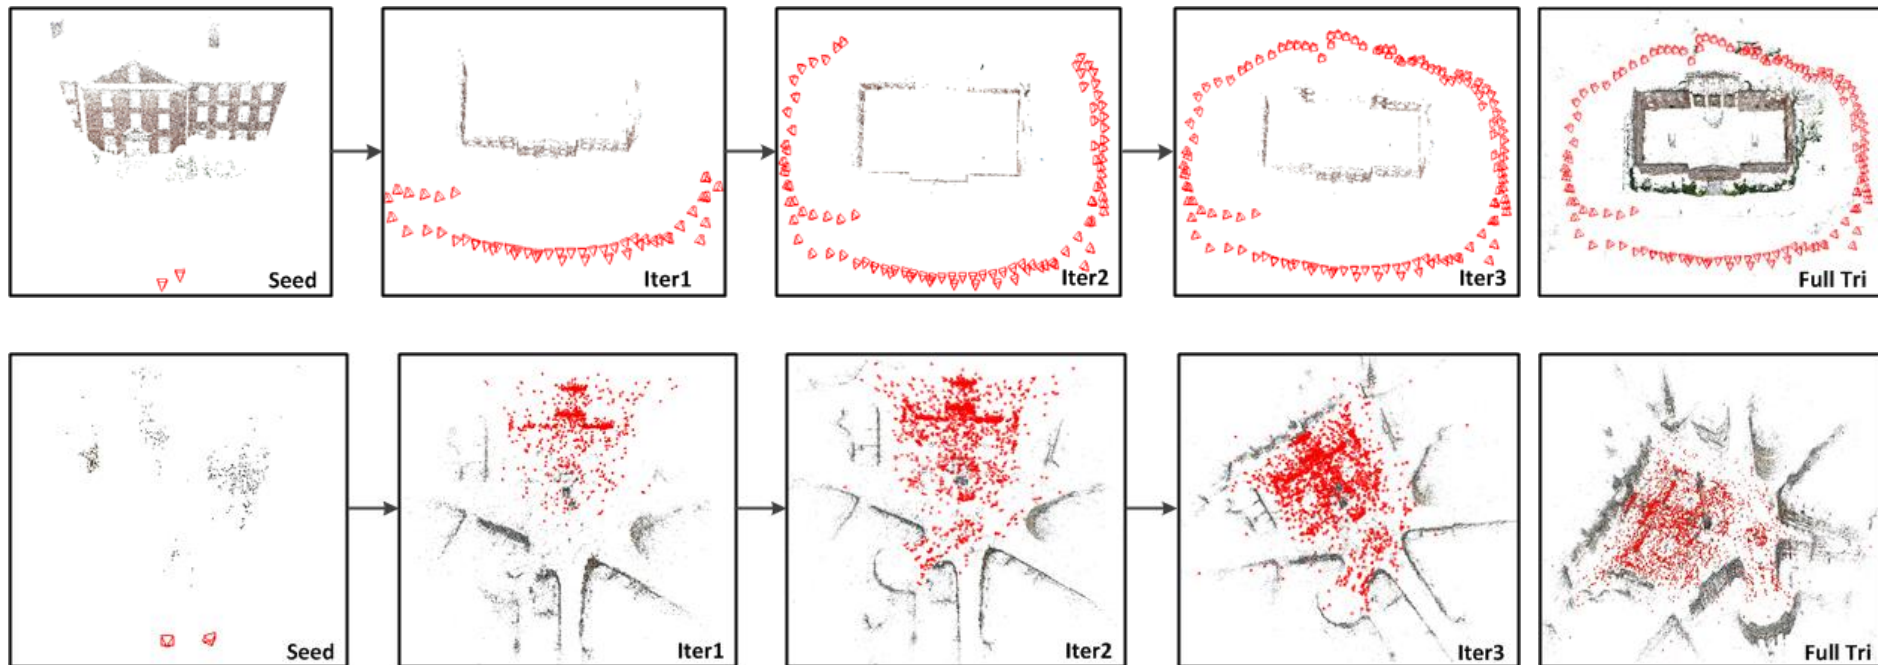 Seed
Iter1
Iter2
Iter3
Full Tri
Seed
Iter1
Iter2
Iter3
Full Tri